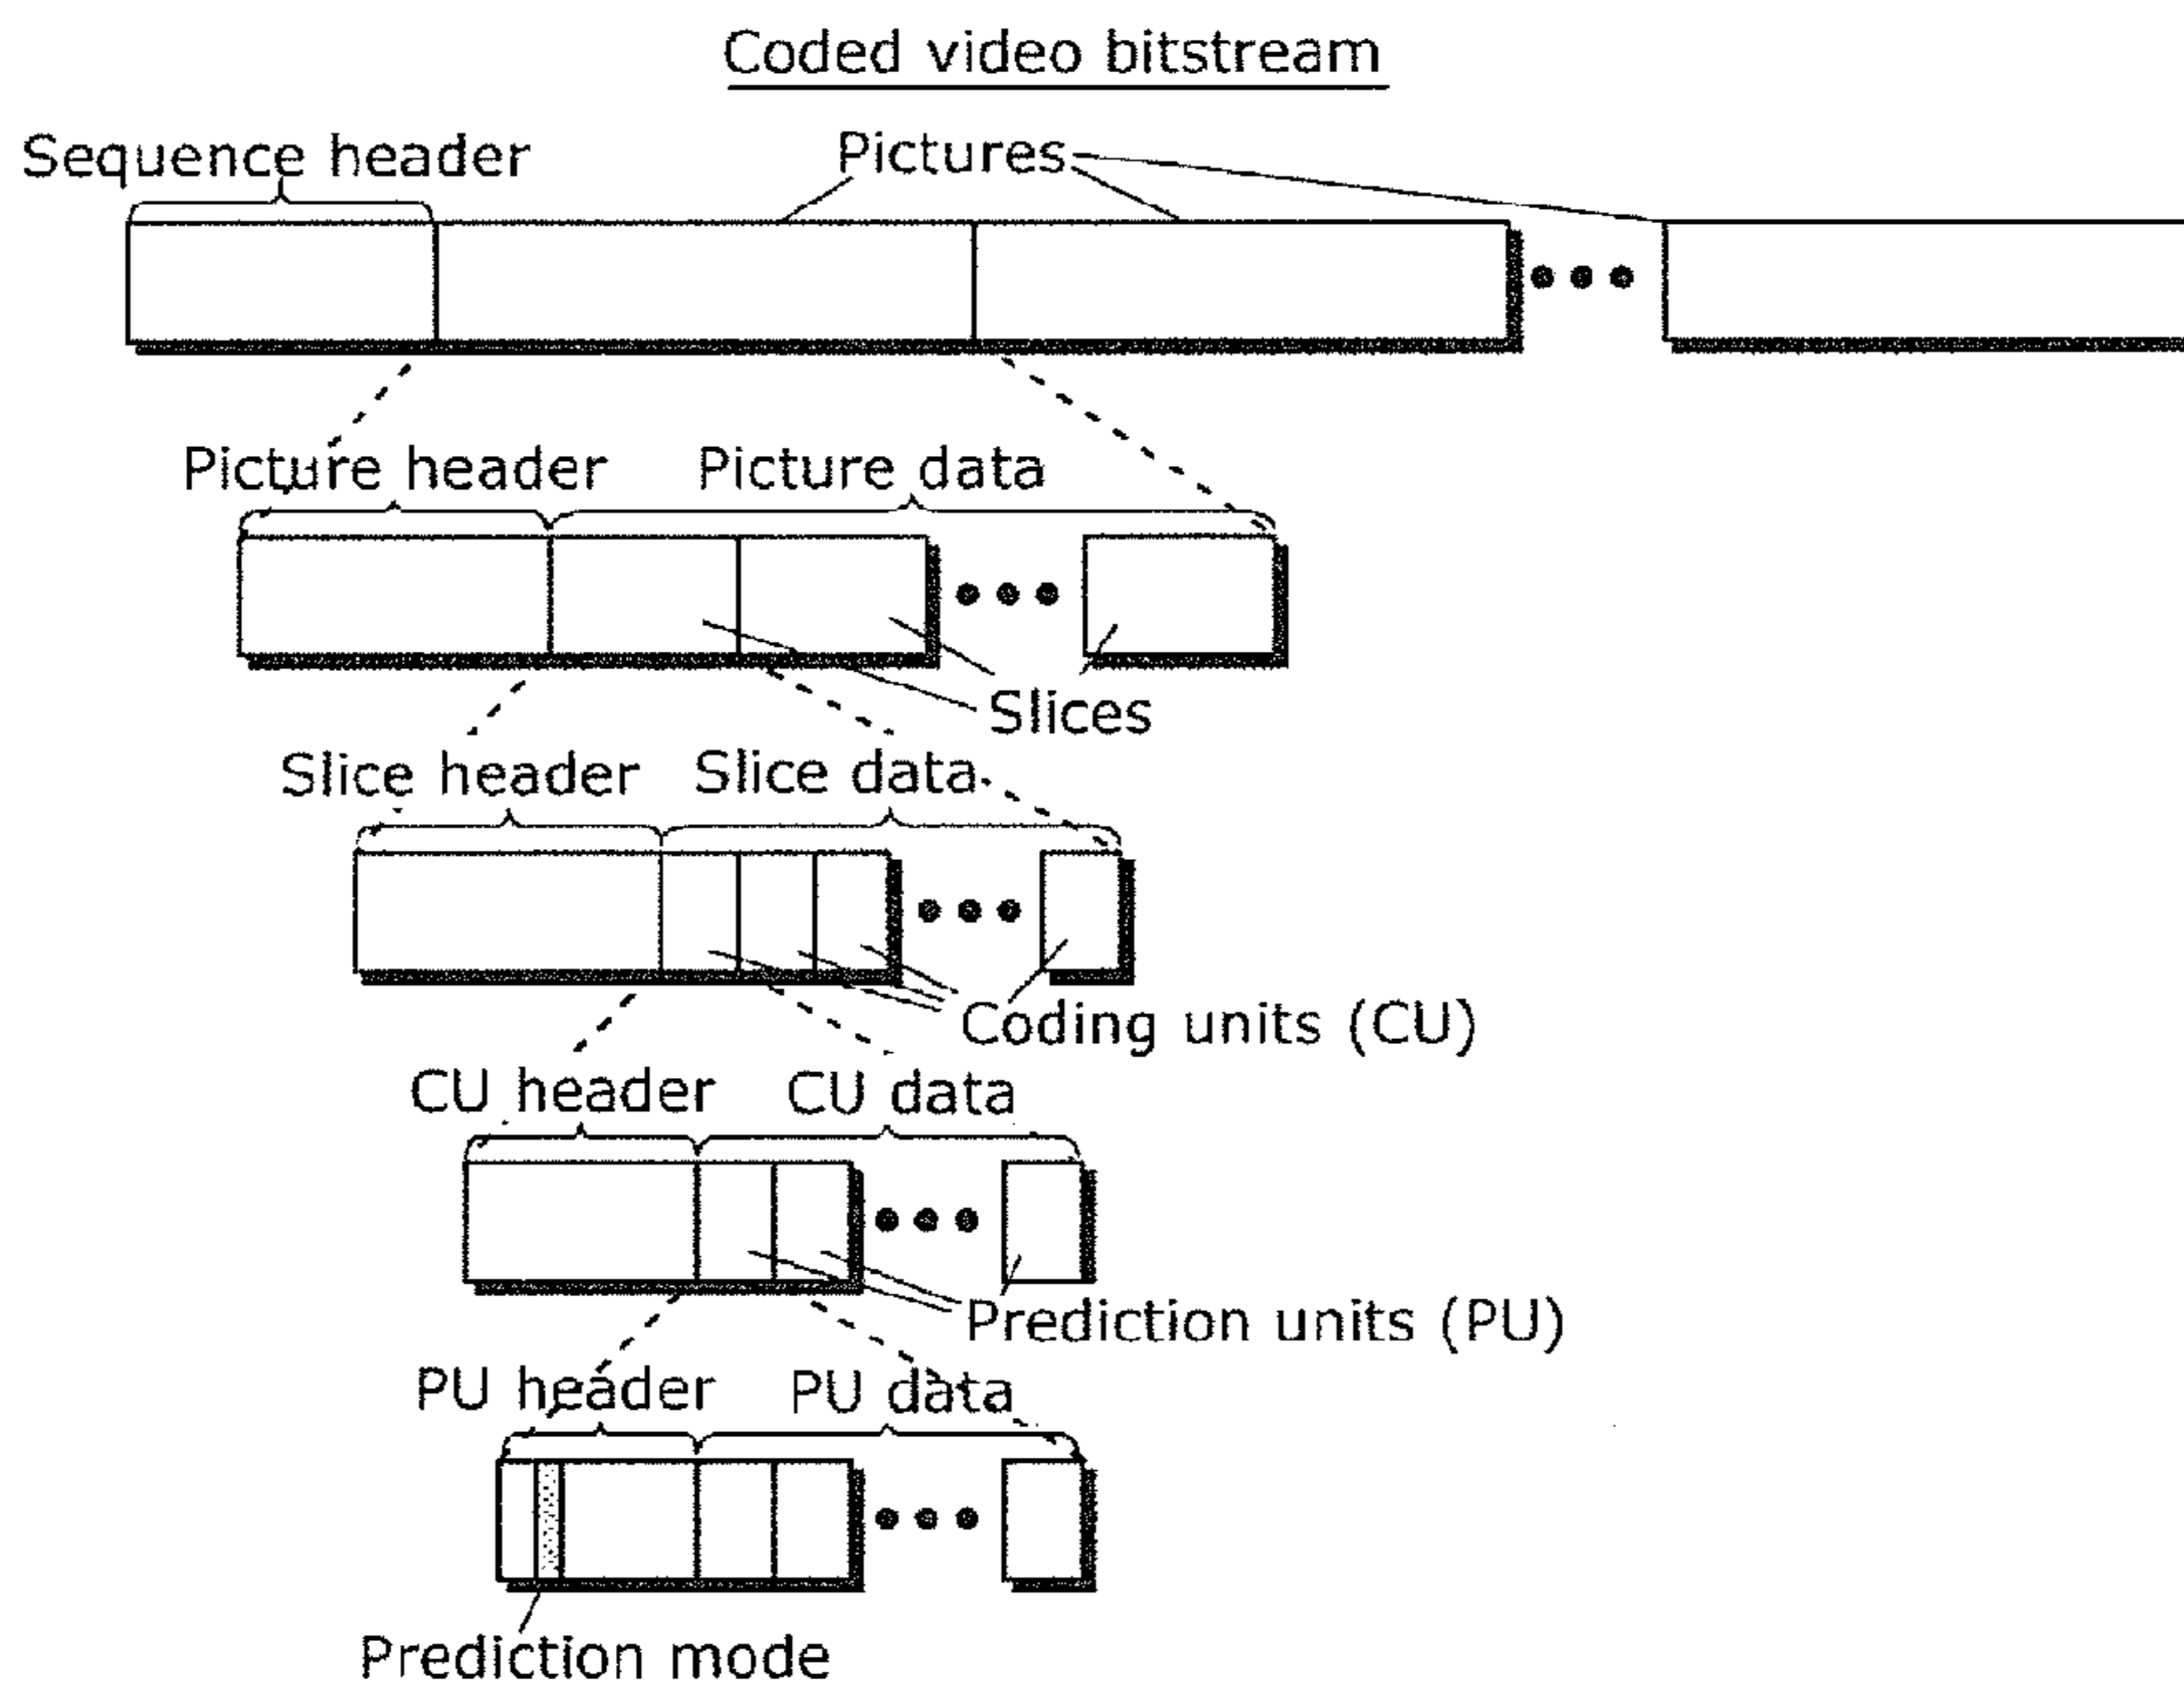 Coded video bitstream
Sequence header
Pictures
Picture header
Picture data
Slices
Slice header
Slice data
Coding units (CU)
CU header
CU data
Prediction units (PU)
PU header
PU data
Prediction mode